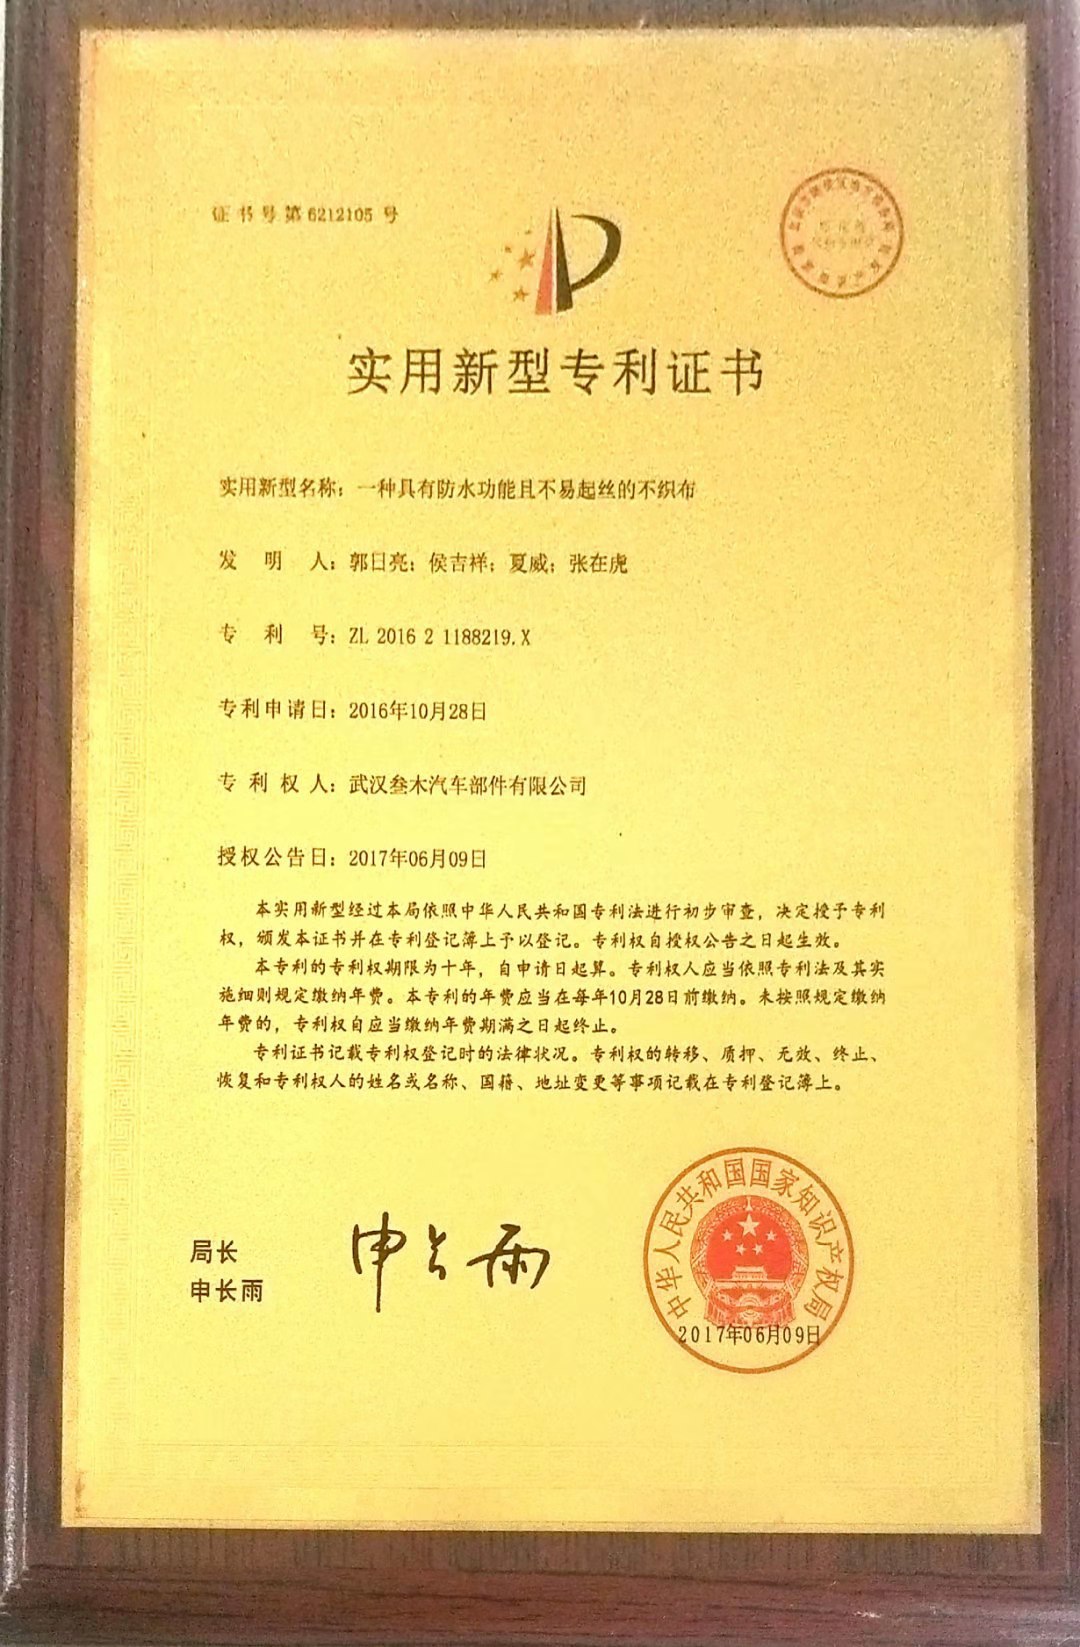 证书号第6212105号
实用新型专利证书
实用新型名称：一种具有防水功能且不易起丝的不织布
发明人：郭日亮；侯吉祥；夏威；张在虎
专利号：ZL 2016 2 1188219.X
专利申请日：2016年10月28日
专利权人：武汉叁木汽车部件有限公司
授权公告日：2017年06月09日
本实用新型经过本局依照中华人民共和国专利法进行初步审查，决定授予专利
权，颁发本证书并在专利登记簿上予以登记。专利权自授权公告之日起生效。
本专利的专利权期限为十年，自申请日起算。专利权人应当依照专利法及其实
施细则规定缴纳年费。本专利的年费应当在每年10月28日前缴纳。未按照规定缴纳
年费的，专利权自应当缴纳年费期满之日起终止。
专利证书记载专利权登记时的法律状况。专利权的转移、质押、无效、终止、
恢复和专利权人的姓名或名称、国籍、地址变更等事项记载在专利登记簿上。
局长
申长雨
申长雨
中华人民共和国国家知识产权局
2017年06月09日